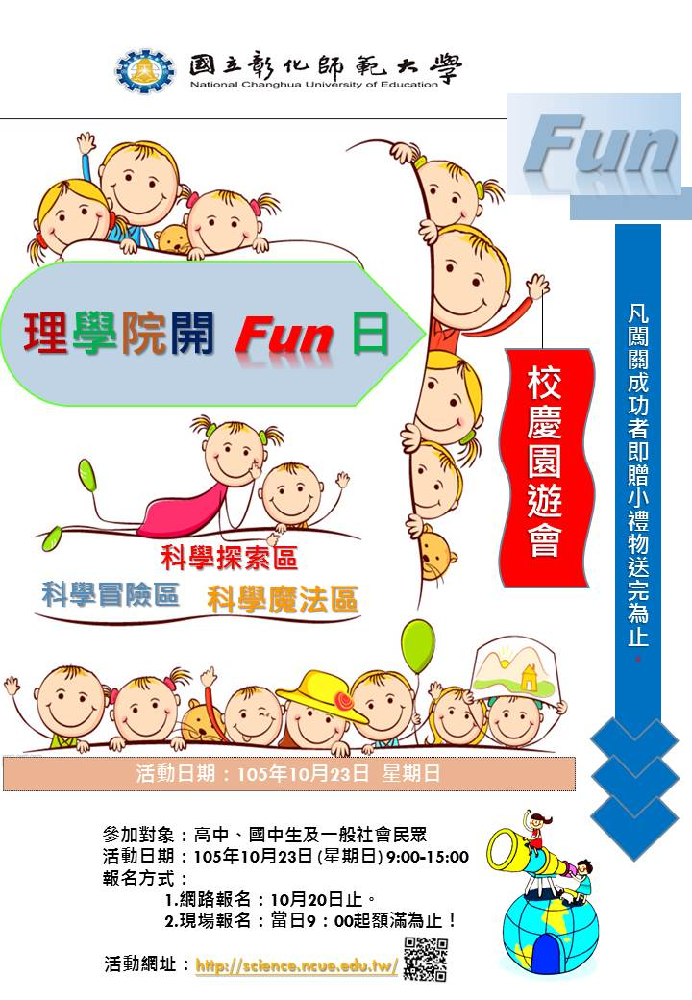 國立彰化師範大學
National Changhua University of Education
Fun
理學院開 Fun 日
校慶園遊會
凡闖關成功者即贈小禮物送完為止.
科學探索區
科學冒險區 科學魔法區
活動日期：105年10月23日 星期日
參加對象：高中、國中生及一般社會民眾
活動日期：105年10月23日(星期日) 9:00-15:00
報名方式：
1.網路報名：10月20日止。
2.現場報名：當日9：00起額滿為止！
活動網址：http://science.ncue.edu.tw/